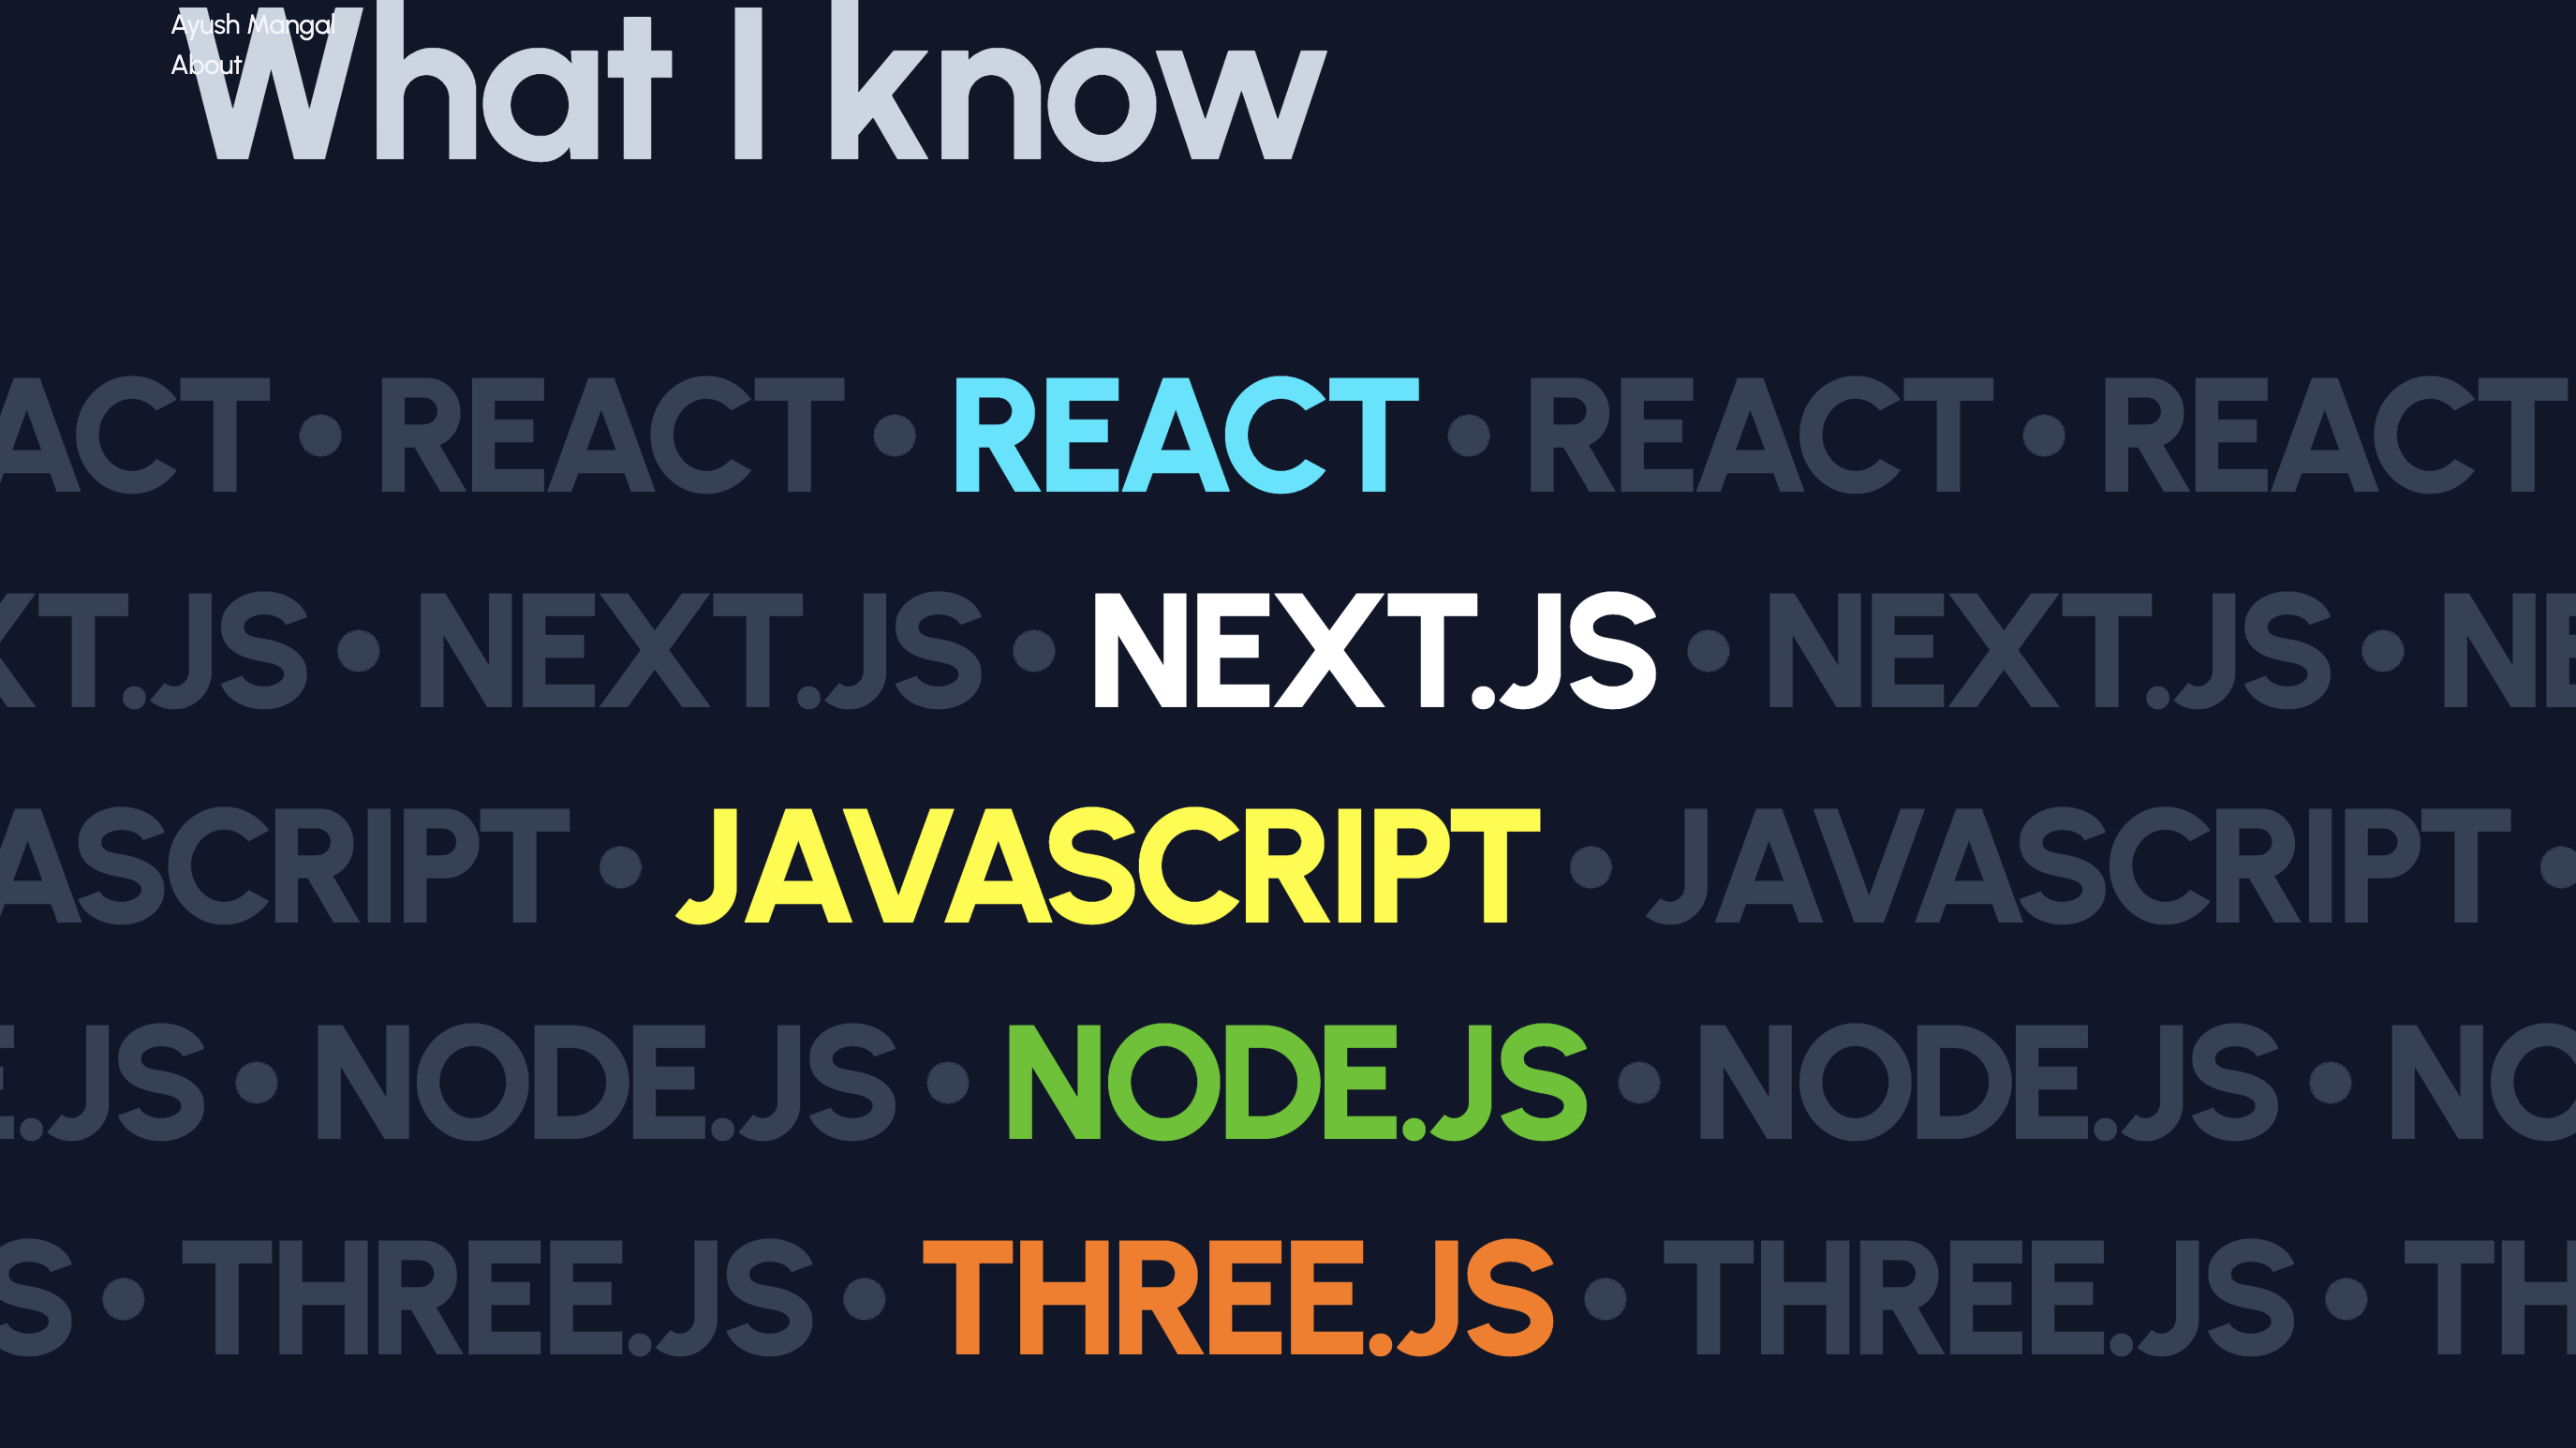 Ayush Mangal
About
What I know
ACT • REACT • REACT • REACT • REACT
XT.JS • NEXT.JS • NEXT.JS • NEXT.JS • NE
ASCRIPT • JAVASCRIPT • JAVASCRIPT •
E.JS • NODE.JS • NODE.JS • NODE.JS • NO
S • THREE.JS • THREE.JS • THREE.JS • TH